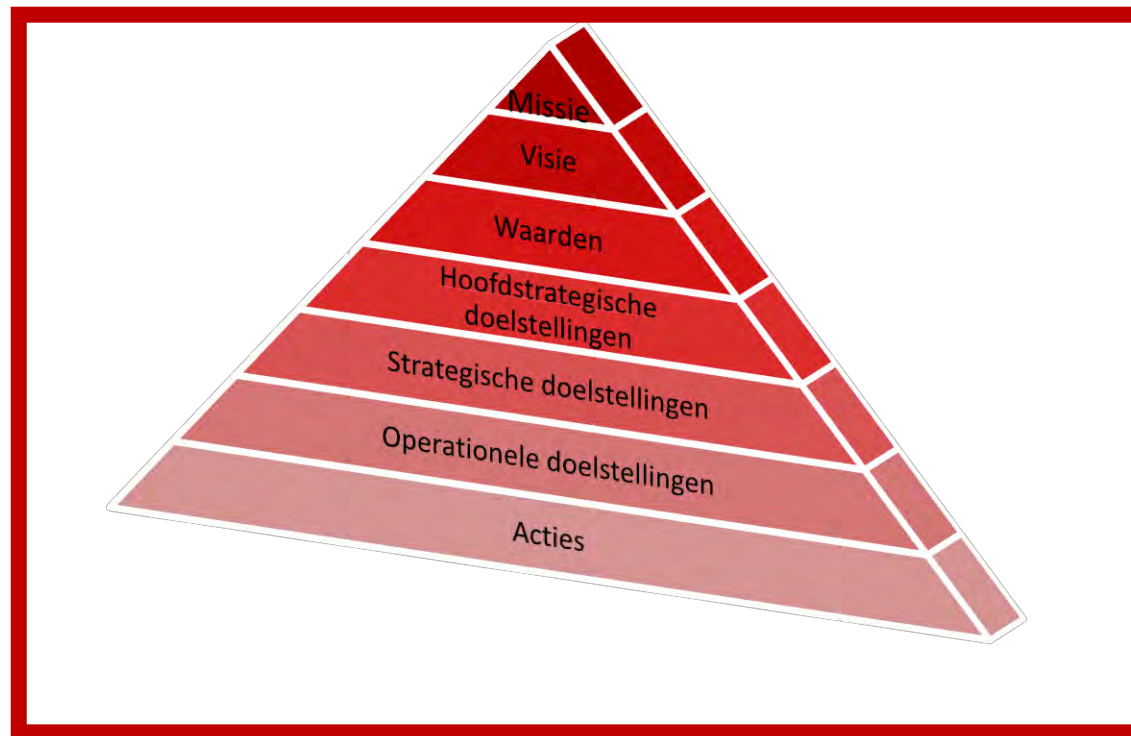 Missie
Visie
Waarden
Hoofdstrategische
doelstellingen
Strategische doelstellingen
Operationele doelstellingen
Acties